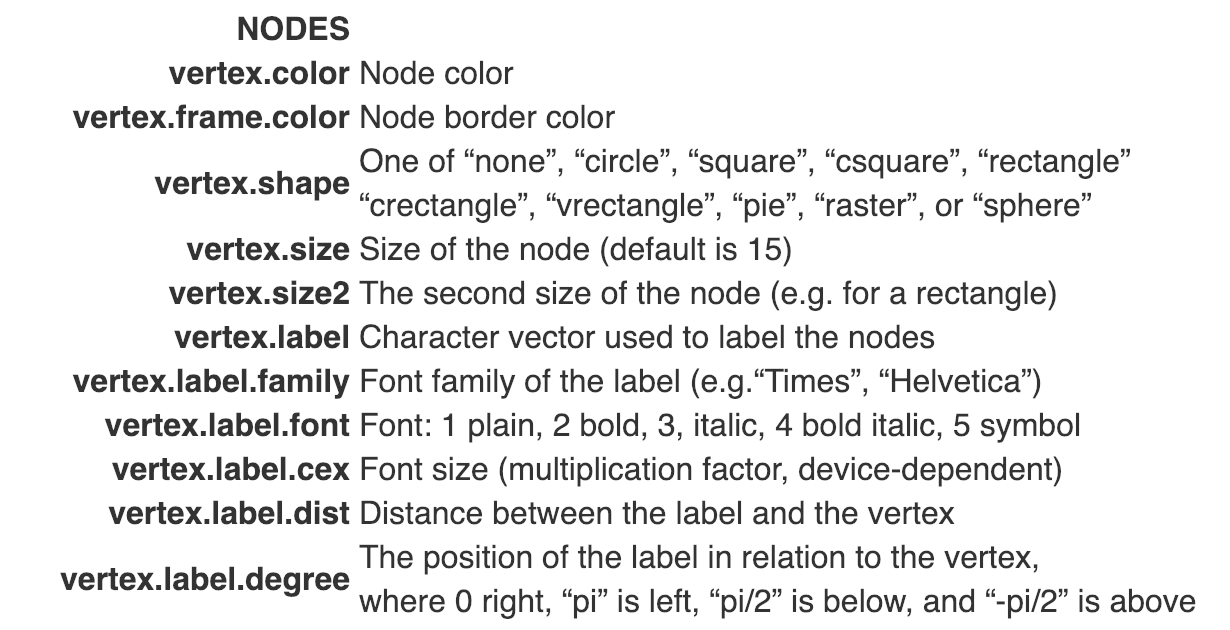 NODES
vertex.color Node color
vertex.frame.color Node border color
vertex.shape One of “none”, “circle”, “square”, “csquare”, “rectangle”
“crectangle”, “vrectangle”, “pie”, “raster”, or “sphere”
vertex.size Size of the node (default is 15)
vertex.size2 The second size of the node (e.g. for a rectangle)
vertex.label Character vector used to label the nodes
vertex.label.family Font family of the label (e.g.“Times”, “Helvetica”)
vertex.label.font Font: 1 plain, 2 bold, 3, italic, 4 bold italic, 5 symbol
vertex.label.cex Font size (multiplication factor, device-dependent)
vertex.label.dist Distance between the label and the vertex
vertex.label.degree The position of the label in relation to the vertex,
where 0 right, “pi” is left, “pi/2” is below, and “-pi/2” is above